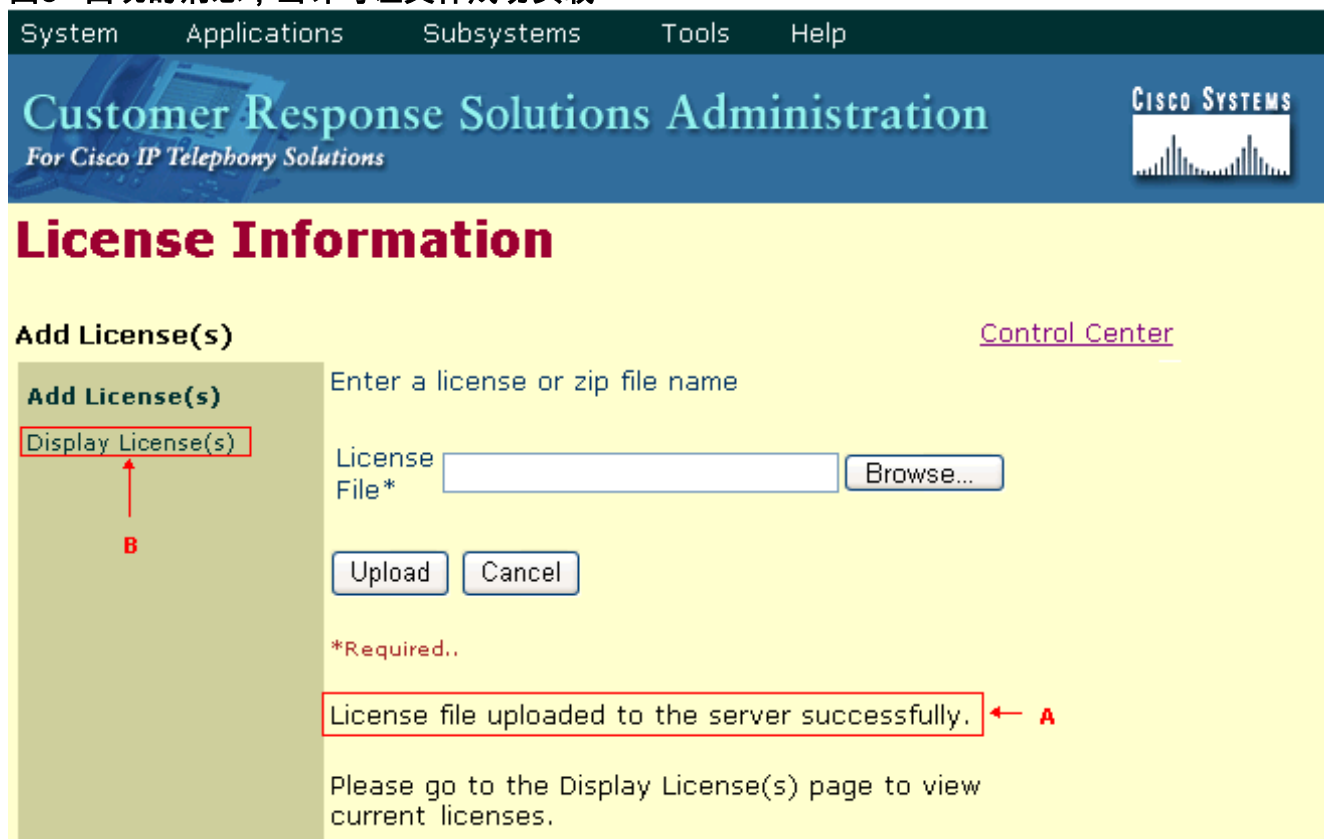 System Applications Subsystems Tools Help
Customer Response Solutions Administration
For Cisco IP Telephony Solutions
CISCO SYSTEMS
License Information
Add License(s)
Control Center
Add License(s)
Display License(s)
B
Enter a license or zip file name
License
File*
Browse...
Upload Cancel
*Required..
License file uploaded to the server successfully.
A
Please go to the Display License(s) page to view
current licenses.